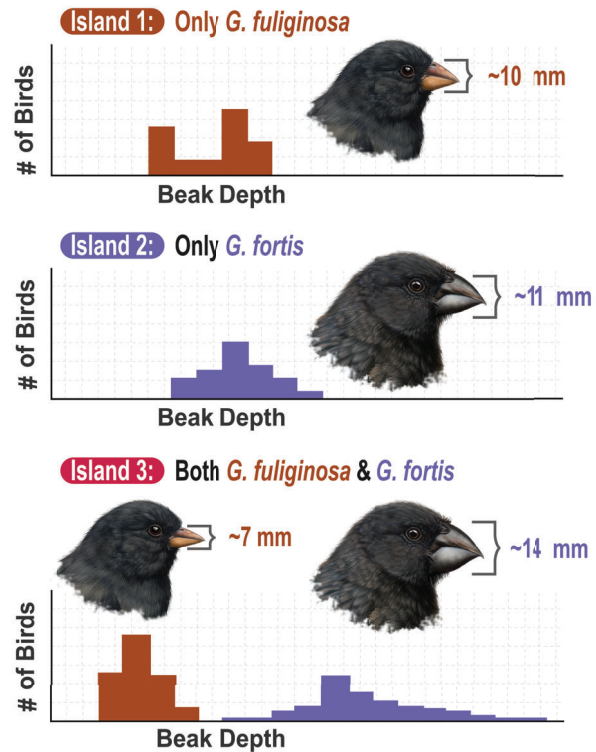 Island 1: Only G. fuliginosa
~10 mm
# of Birds
Beak Depth
Island 2: Only G. fortis
~11 mm
# of Birds
Beak Depth
Island 3: Both G. fuliginosa & G. fortis
~7 mm
~14 mm
# of Birds
Beak Depth